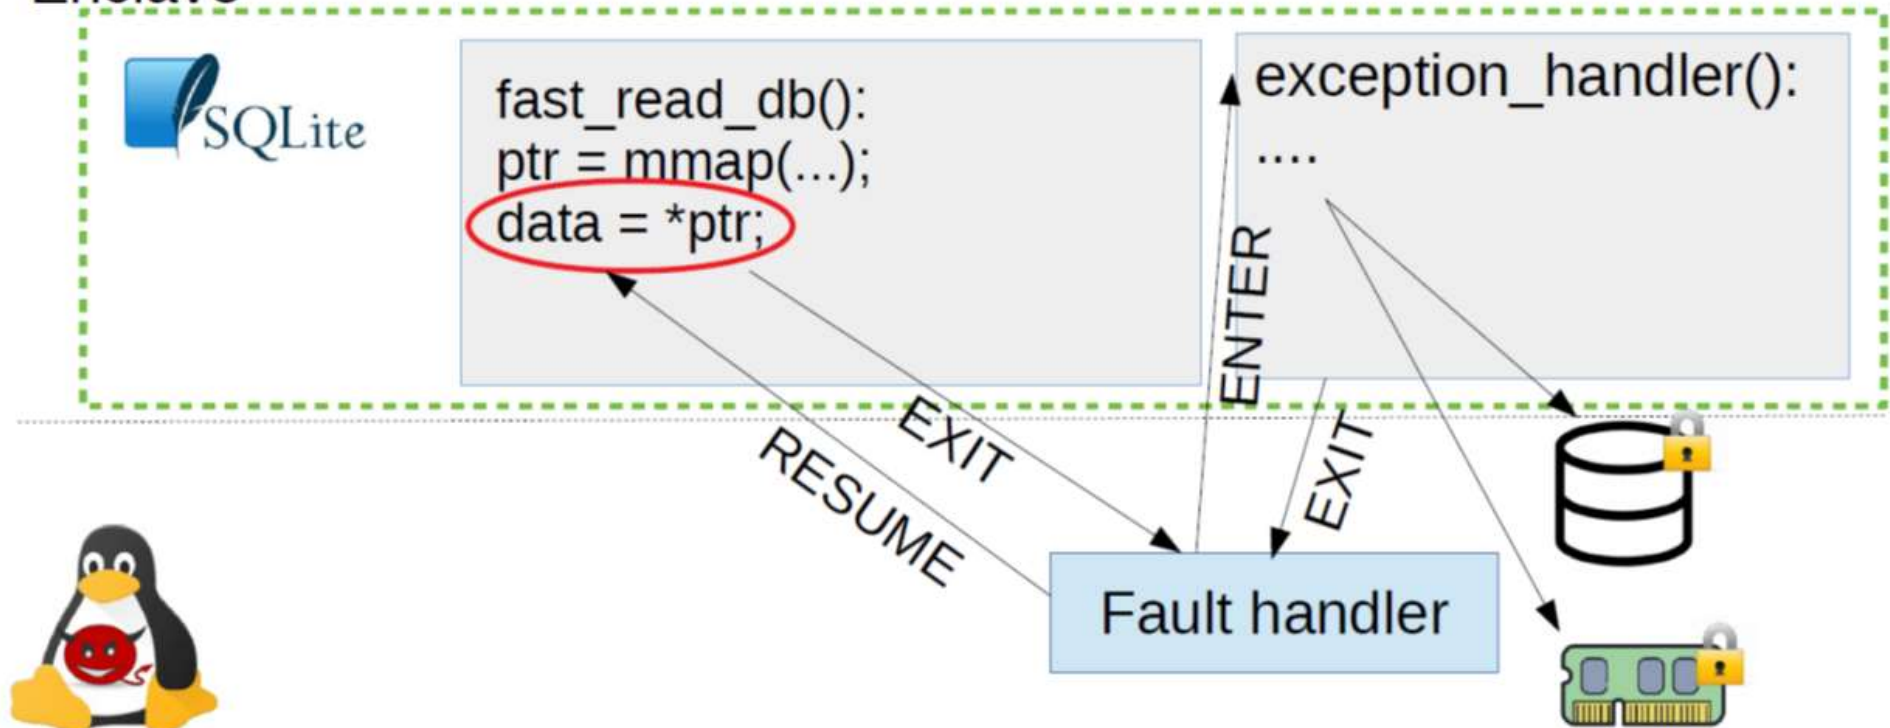 SQLite
fast_read_db():
ptr = mmap(...);
data = *ptr;
exception_handler():
....
ENTER
EXIT
RESUME
EXIT
Fault handler